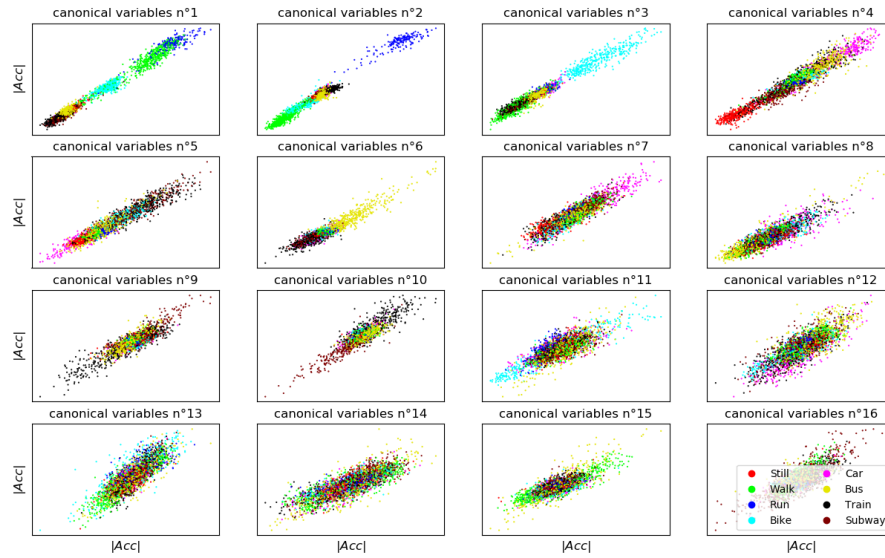 canonical variables n°1 canonical variables n°2 canonical variables n°3 canonical variables n°4
|Acc|
canonical variables n°5 canonical variables n°6 canonical variables n°7 canonical variables n°8
|Acc|
canonical variables n°9 canonical variables n°10 canonical variables n°11 canonical variables n°12
|Acc|
canonical variables n°13 canonical variables n°14 canonical variables n°15 canonical variables n°16
|Acc|
Still Car
Walk Bus
Run Train
Bike Subway
|Acc| |Acc| |Acc| |Acc|